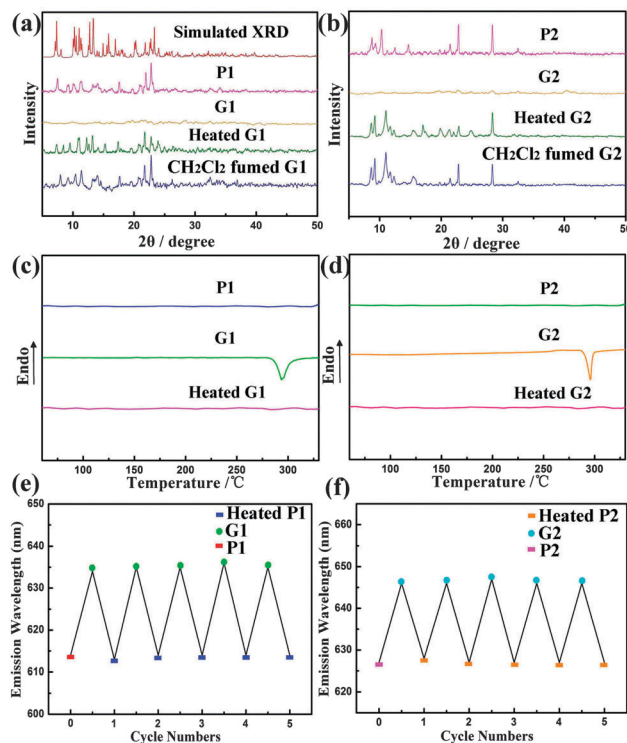 (a)
Simulated XRD
P1
G1
Heated G1
CH2Cl2 fumed G1
Intensity
10 20 30 40 50
2θ / degree
(b)
P2
G2
Heated G2
CH2Cl2 fumed G2
Intensity
10 20 30 40 50
2θ / degree
(c)
P1
G1
Heated G1
Endo
100 150 200 250 300
Temperature /℃
(d)
P2
G2
Heated G2
Endo
100 150 200 250 300
Temperature /℃
(e)
Heated P1
G1
P1
Emission Wavelength (nm)
650
640
630
620
610
600
0 1 2 3 4 5
Cycle Numbers
(f)
Heated P2
G2
P2
Emission Wavelength (nm)
660
650
640
630
620
0 1 2 3 4 5
Cycle Numbers